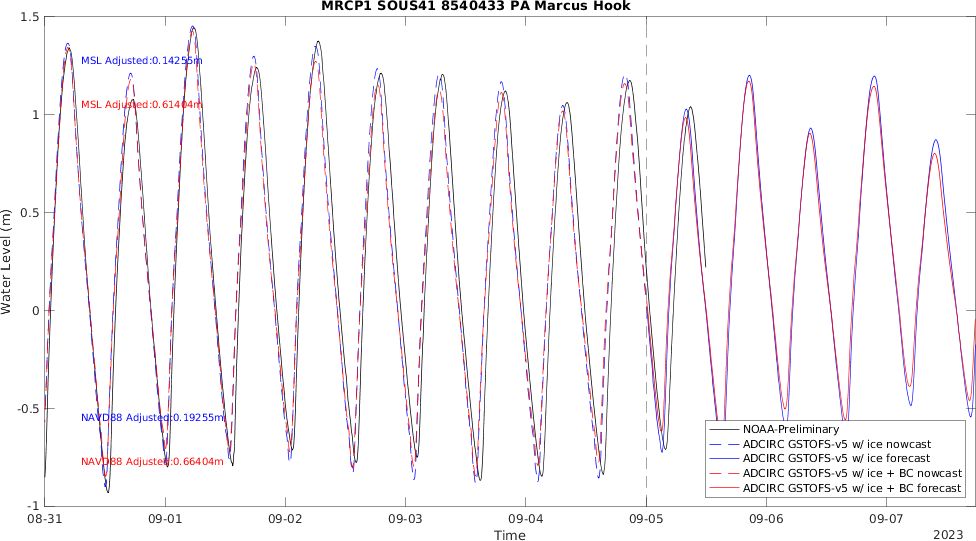 MRCP1 SOUS41 8540433 PA Marcus Hook
1.5
1
0.5
0
-0.5
-1
Water Level (m)
MSL Adjusted:0.14255m
MSL Adjusted:0.61404m
NAVD88 Adjusted:0.19255m
NAVD88 Adjusted:0.66404m
NOAA-Preliminary
ADCIRC GSTOFS-v5 w/ ice nowcast
ADCIRC GSTOFS-v5 w/ ice forecast
ADCIRC GSTOFS-v5 w/ ice + BC nowcast
ADCIRC GSTOFS-v5 w/ ice + BC forecast
08-31 09-01 09-02 09-03 09-04 09-05 09-06 09-07
Time
2023